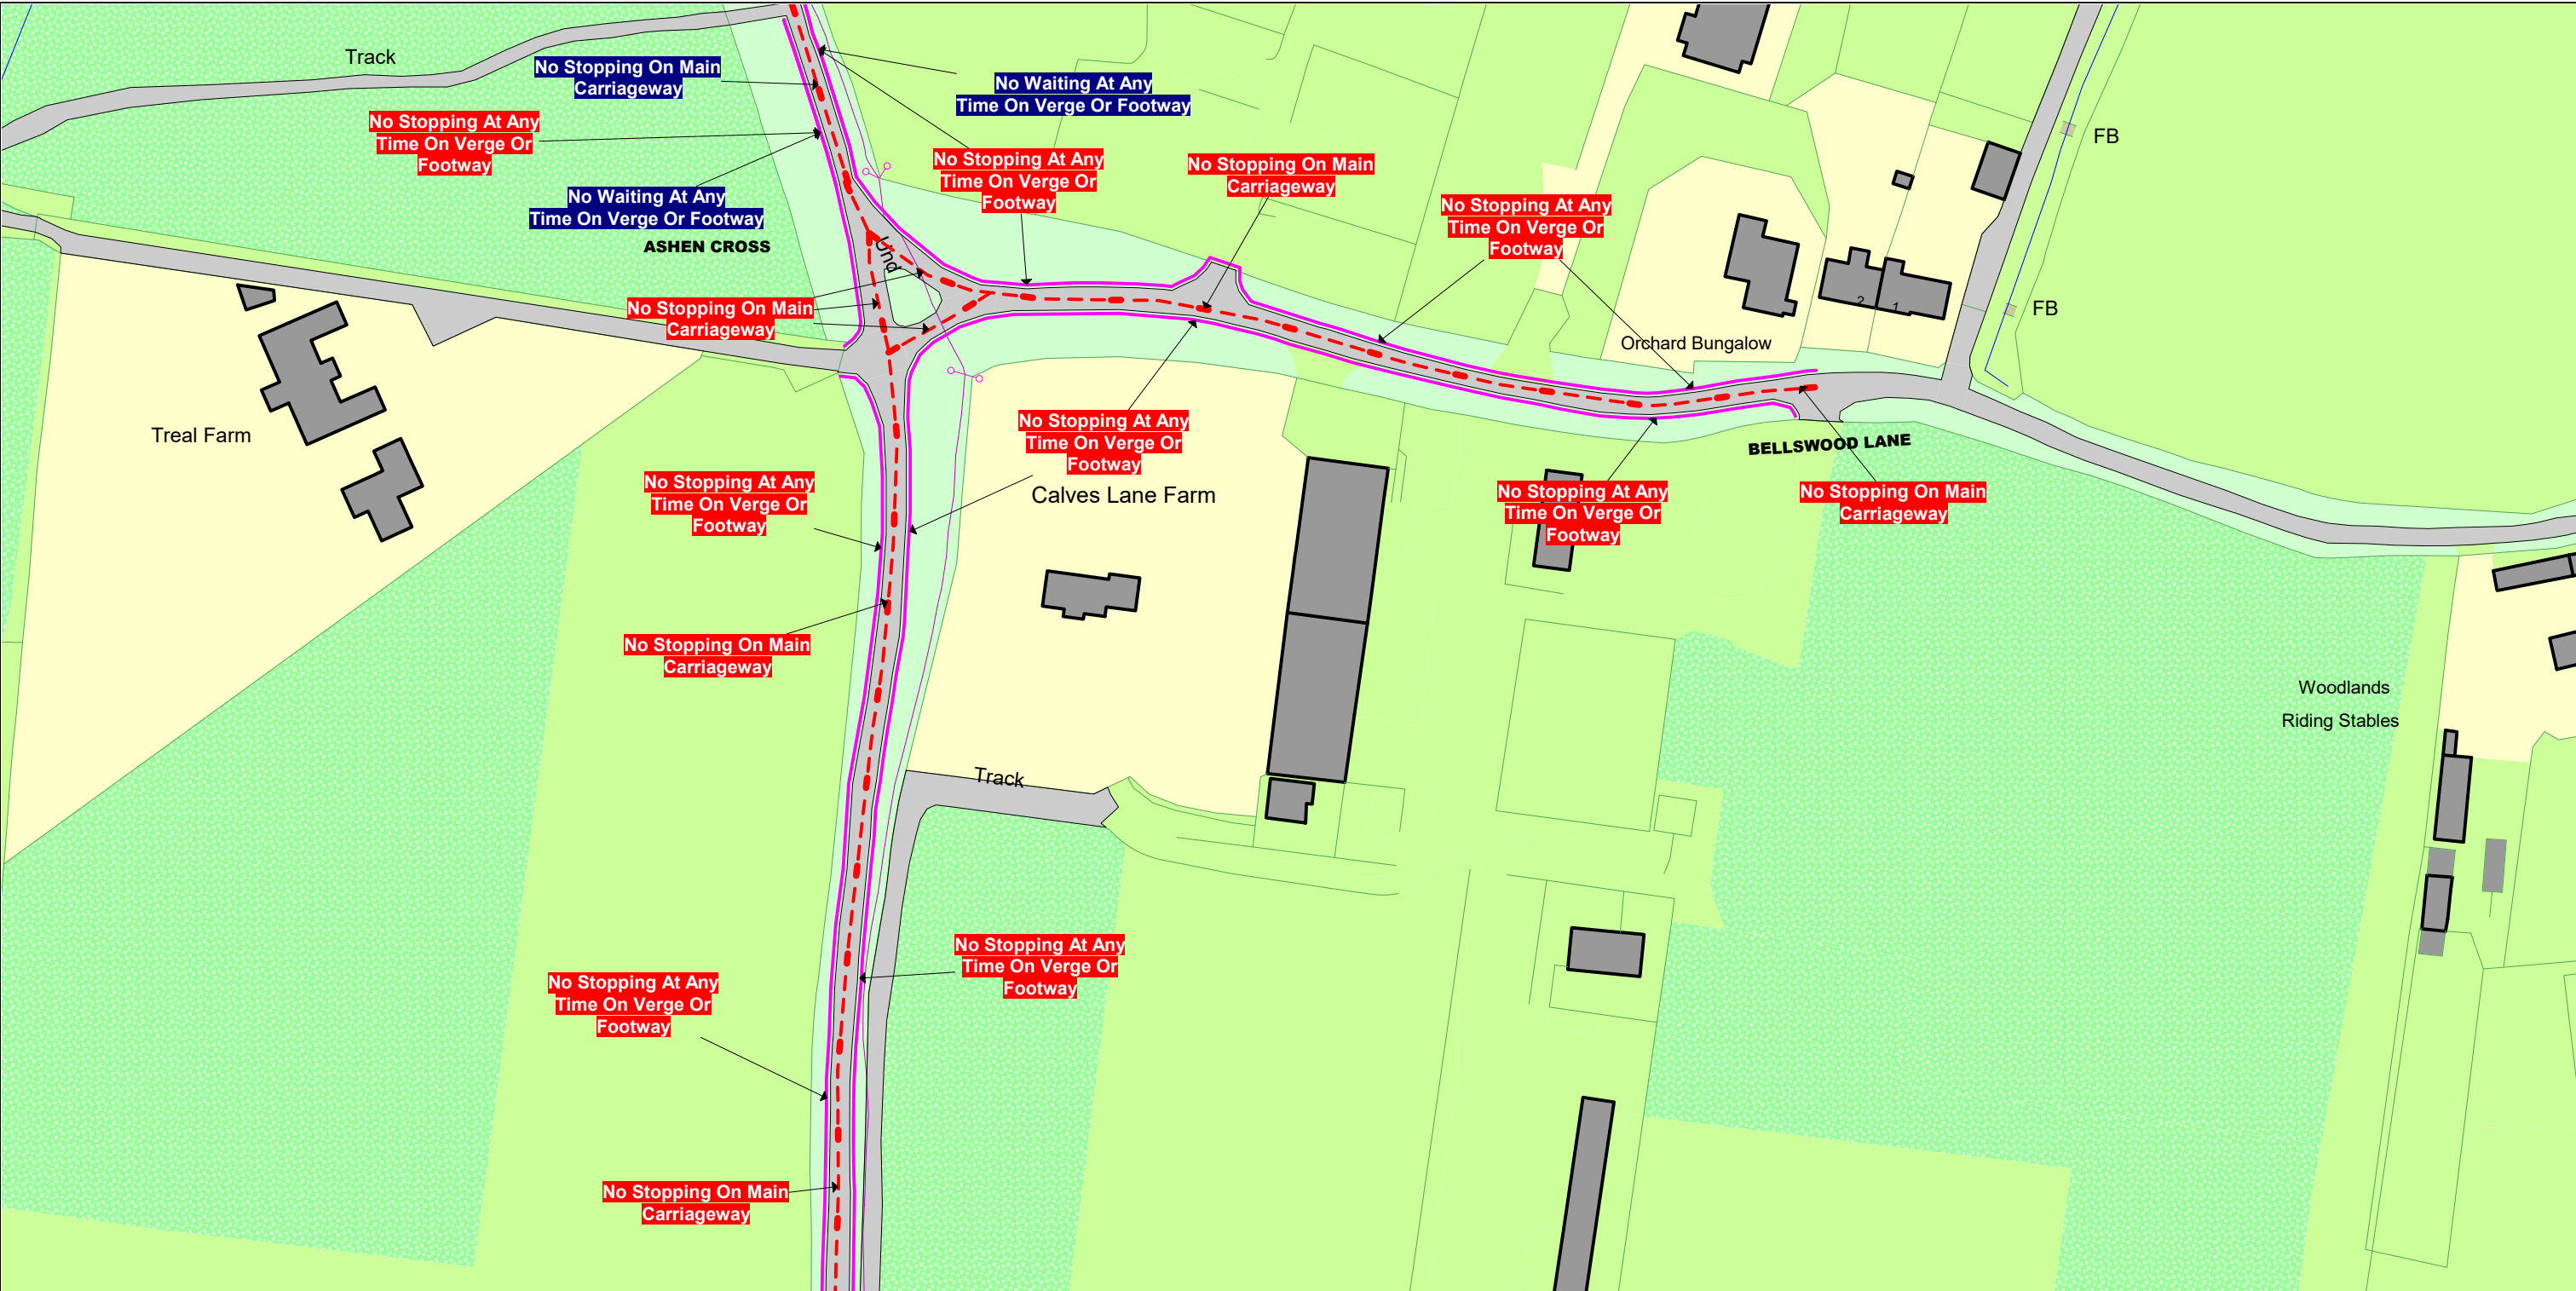 Track
No Stopping On Main
Carriageway
No Waiting At Any
Time On Verge Or Footway
No Stopping At Any
Time On Verge Or
Footway
FB
No Stopping At Any
Time On Verge Or
Footway
No Stopping On Main
Carriageway
No Waiting At Any
Time On Verge Or Footway
No Stopping At Any
Time On Verge Or
Footway
ASHEN CROSS
Und
2
1
FB
No Stopping On Main
Carriageway
Orchard Bungalow
Treal Farm
No Stopping At Any
Time On Verge Or
Footway
BELLSWOOD LANE
No Stopping At Any
Time On Verge Or
Footway
Calves Lane Farm
No Stopping At Any
Time On Verge Or
Footway
No Stopping On Main
Carriageway
No Stopping On Main
Carriageway
Woodlands
Riding Stables
Track
No Stopping At Any
Time On Verge Or
Footway
No Stopping At Any
Time On Verge Or
Footway
No Stopping On Main
Carriageway